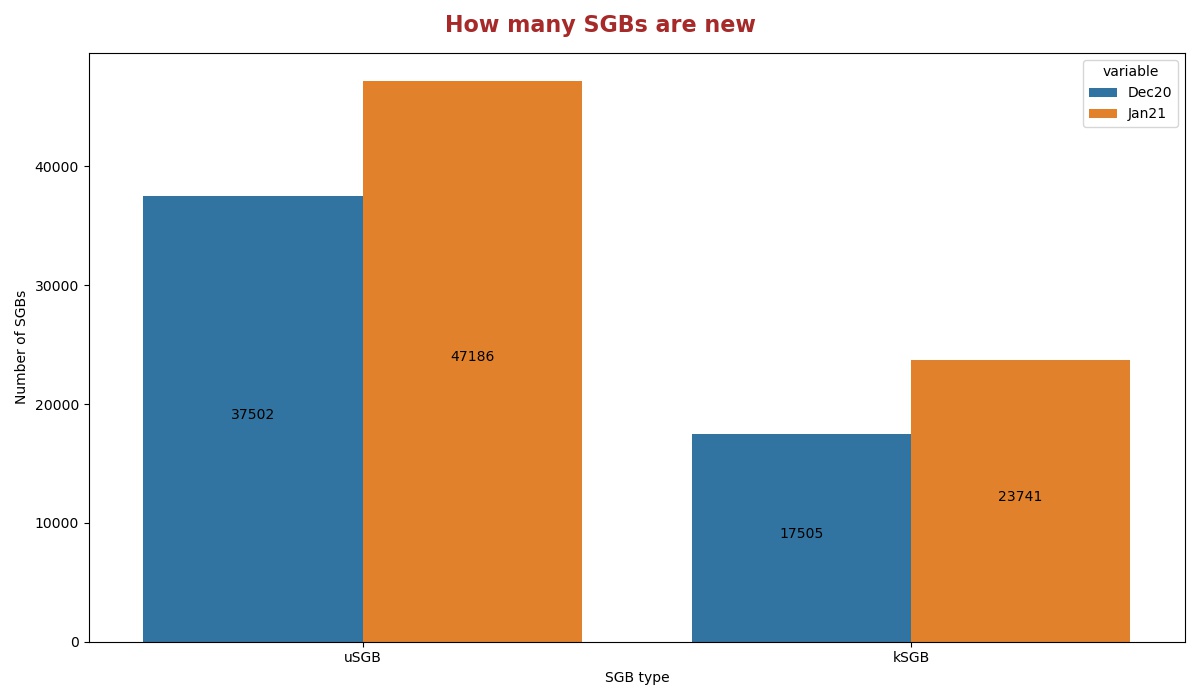 How many SGBs are new
variable
Dec20
Jan21
Number of SGBs
40000
30000
20000
10000
0
37502
47186
17505
23741
uSGB
kSGB
SGB type